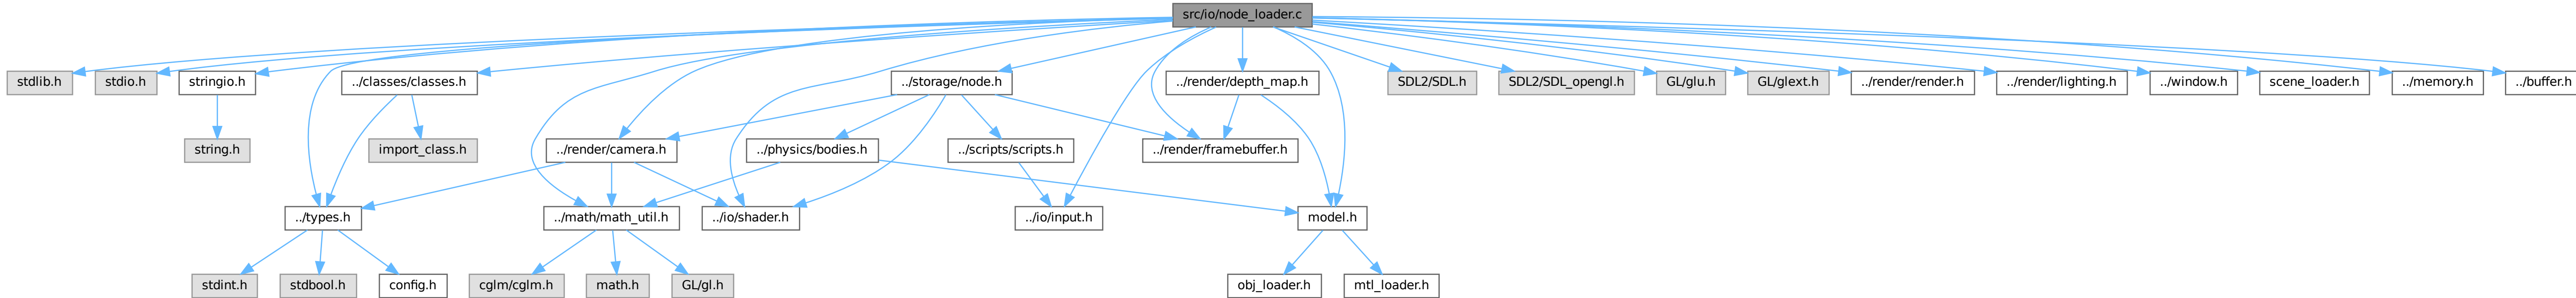 src/io/node_loader.c
stdlib.h
stdio.h
stringio.h
../classes/classes.h
../storage/node.h
../render/depth_map.h
SDL2/SDL.h
SDL2/SDL_opengl.h
GL/glu.h
GL/glext.h
../render/render.h
../render/lighting.h
../window.h
scene_loader.h
../memory.h
../buffer.h
string.h
import_class.h
../render/camera.h
../physics/bodies.h
../scripts/scripts.h
../render/framebuffer.h
../types.h
../math/math_util.h
../io/shader.h
../io/input.h
model.h
stdint.h
stdbool.h
config.h
cglm/cglm.h
math.h
GL/gl.h
obj_loader.h
mtl_loader.h